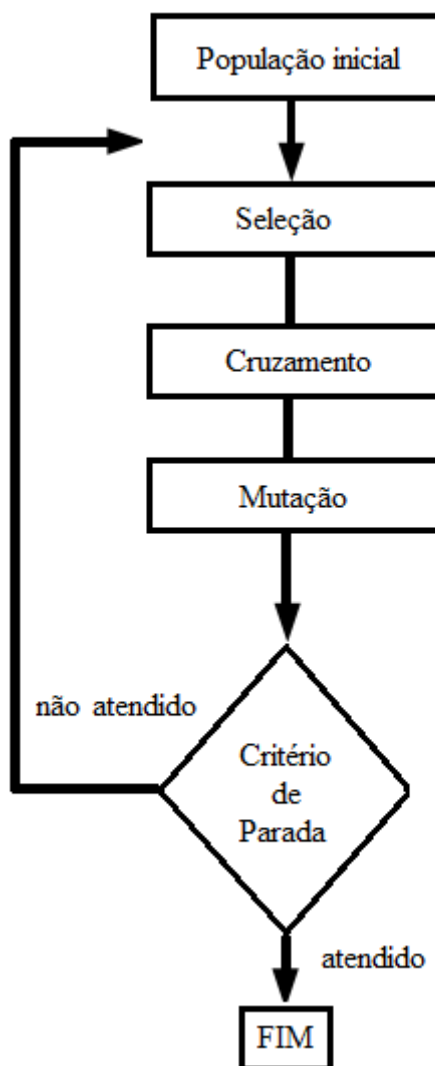 População inicial
Seleção
Cruzamento
Mutação
não atendido
Critério
de
Parada
atendido
FIM